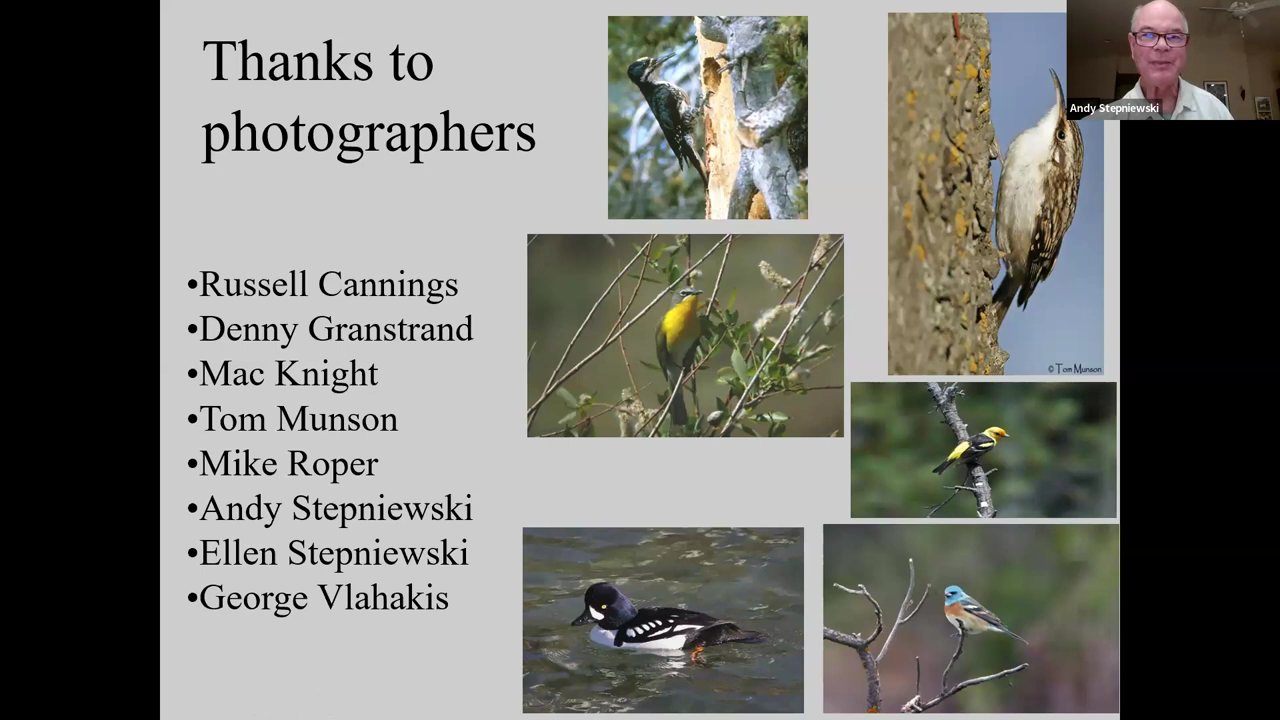 Thanks to
photographers
•Russell Cannings
•Denny Granstrand
•Mac Knight
•Tom Munson
•Mike Roper
•Andy Stepniewski
•Ellen Stepniewski
•George Vlahakis
© Tom Munson
Andy Stepniewski